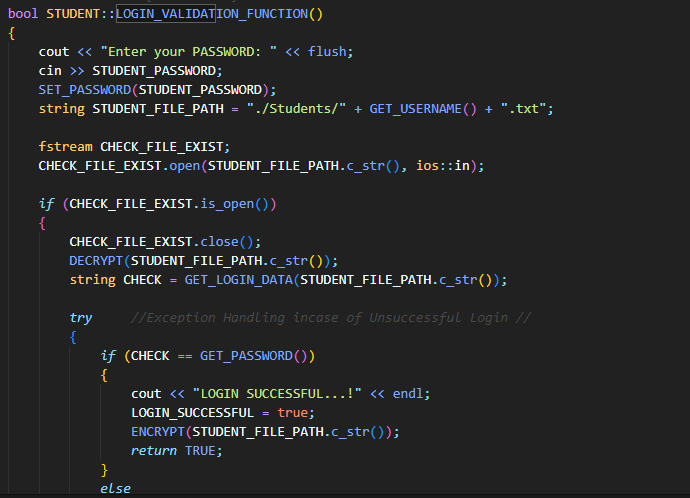 bool STUDENT::LOGIN_VALIDATION_FUNCTION()
{
    cout << "Enter your PASSWORD: " << flush;
    cin >> STUDENT_PASSWORD;
    SET_PASSWORD(STUDENT_PASSWORD);
    string STUDENT_FILE_PATH = "./Students/" + GET_USERNAME() + ".txt";

    fstream CHECK_FILE_EXIST;
    CHECK_FILE_EXIST.open(STUDENT_FILE_PATH.c_str(), ios::in);

    if (CHECK_FILE_EXIST.is_open())
    {
        CHECK_FILE_EXIST.close();
        DECRYPT(STUDENT_FILE_PATH.c_str());
        string CHECK = GET_LOGIN_DATA(STUDENT_FILE_PATH.c_str());

        try     //Exception Handling incase of Unsuccessful Login //
        {
            if (CHECK == GET_PASSWORD())
            {
                cout << "LOGIN SUCCESSFUL...!" << endl;
                LOGIN_SUCCESSFUL = true;
                ENCRYPT(STUDENT_FILE_PATH.c_str());
                return TRUE;
            }
            else